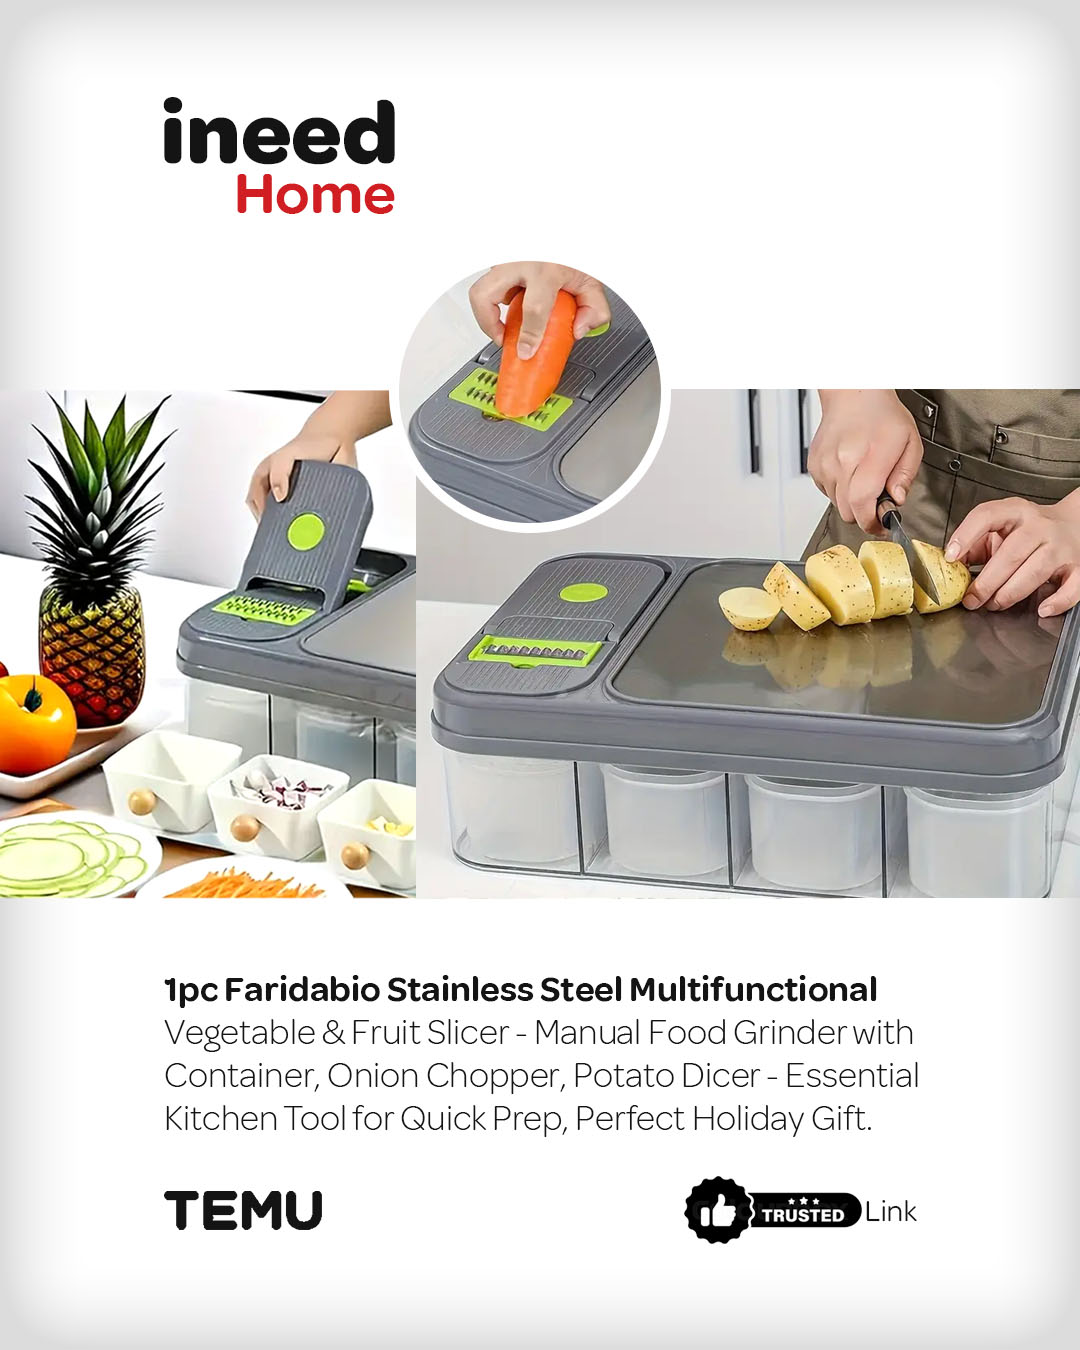 ineed
Home
1pc Faridabio Stainless Steel Multifunctional
Vegetable & Fruit Slicer - Manual Food Grinder with
Container, Onion Chopper, Potato Dicer - Essential
Kitchen Tool for Quick Prep, Perfect Holiday Gift.
TEMU
TRUSTED Link